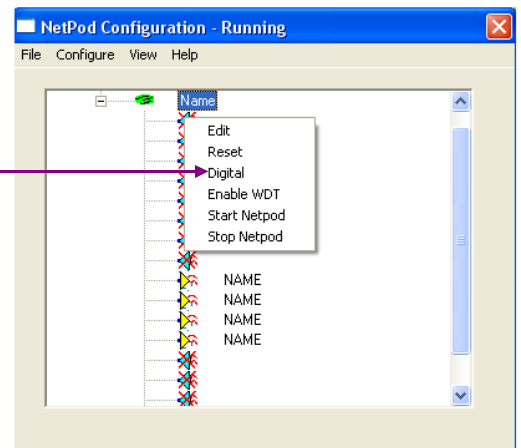 NetPod Configuration - Running
File Configure View Help
Name
Edit
Reset
Digital
Enable WDT
Start Netpod
Stop Netpod
NAME
NAME
NAME
NAME